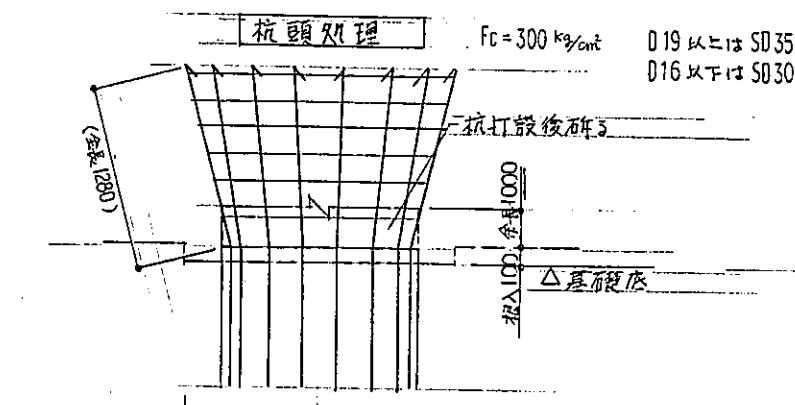 杭頭処理
Fc=300 kg/cm²
D19 以上は SD35
D16 以下は SD30
杭打設後砕る
(全長1280)
余長1000
根入100
△基礎底